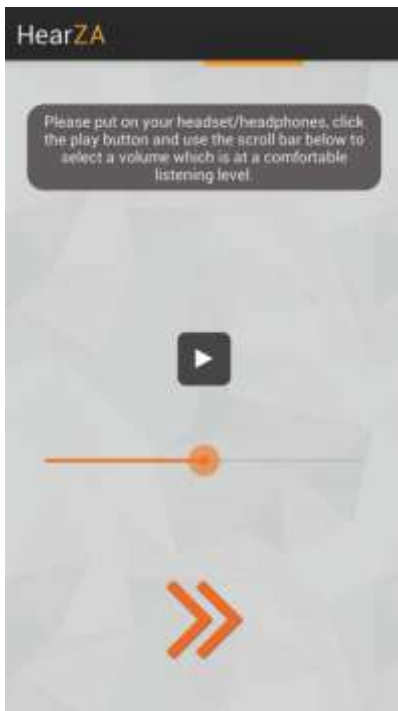 HearZA
Please put on your headset/headphones, click
the play button and use the scroll bar below to
select a volume which is at a comfortable
listening level.